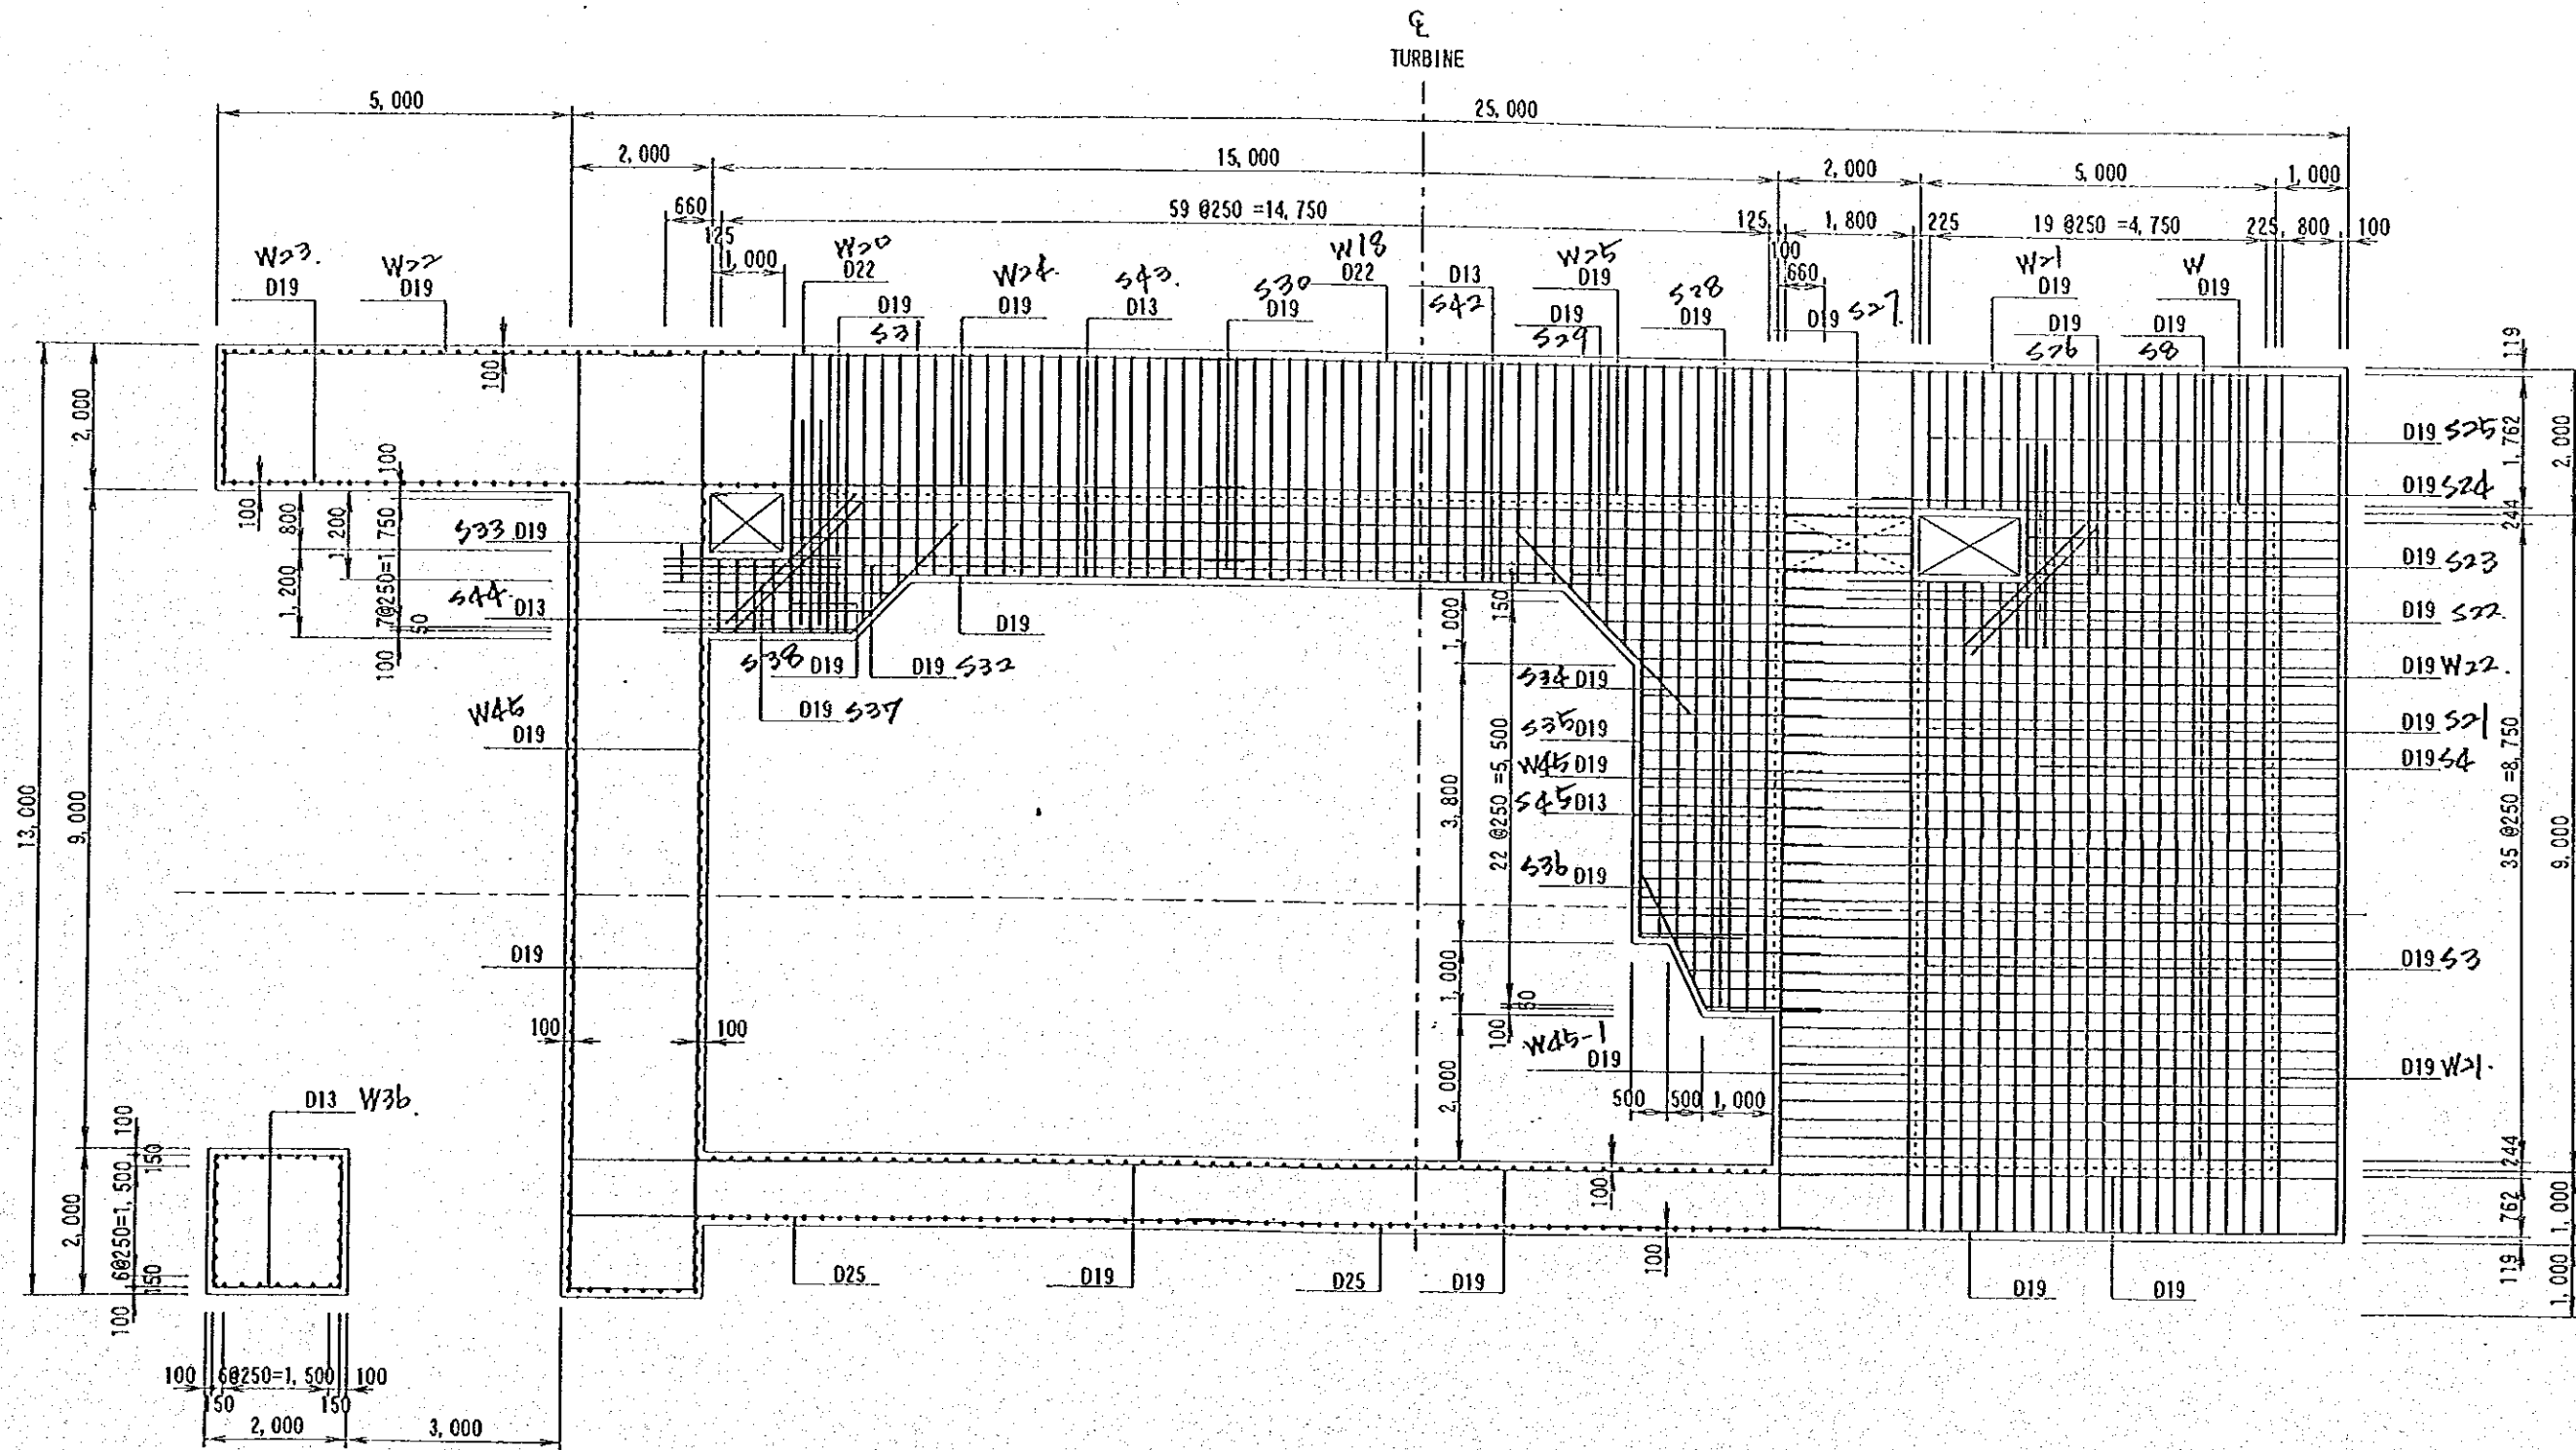 ℄
TURBINE
5,000
25,000
2,000
15,000
2,000
5,000
1,000
660
59 @250 =14,750
125
1,800
225
19 @250 =4,750
225
800
100
125
1,000
100
660
W23.
D19
W22
D19
W20
D22
D19
S3
W24.
D19
S43.
D13
S30
D19
W18
D22
D13
S42
W25
D19
D19
S29
S28
D19
D19 S27
W21
D19
D19
S26
W
D19
D19
S8
100
119
2,000
1,762
2,000
244
D19 S25
D19 S24
D19 S23
D19 S22.
D19 W22.
D19 S21
D19 S4
D19 S3
D19 W21.
35 @250 =8,750
9,000
244
762
1,000
119
1,000
13,000
9,000
2,000
100
800
1,200
1,200
100
7@250=1,750
50
100
S33 D19
S44. D13
S38 D19
D19 S32
D19 S37
D19
W45
D19
D19
100
100
1,000
150
3,800
22 @250 =5,500
1,000
50
100
2,000
S34 D19
S35 D19
W45 D19
S45 D13
S36 D19
W45-1
D19
500
500
1,000
100
100
D13 W36.
100
150
6@250=1,500
150
100
D25
D19
D25
D19
D19
D19
100
6@250=1,500
100
150
150
2,000
3,000